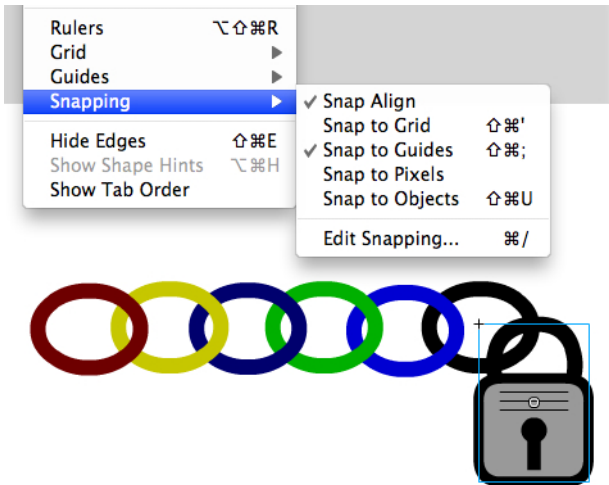 Rulers ⌥⇧⌘R
Grid
Guides
Snapping
Hide Edges ⇧⌘E
Show Shape Hints ⌥⌘H
Show Tab Order
Snap Align
Snap to Grid ⇧⌘'
Snap to Guides ⇧⌘;
Snap to Pixels
Snap to Objects ⇧⌘U
Edit Snapping... ⌘/